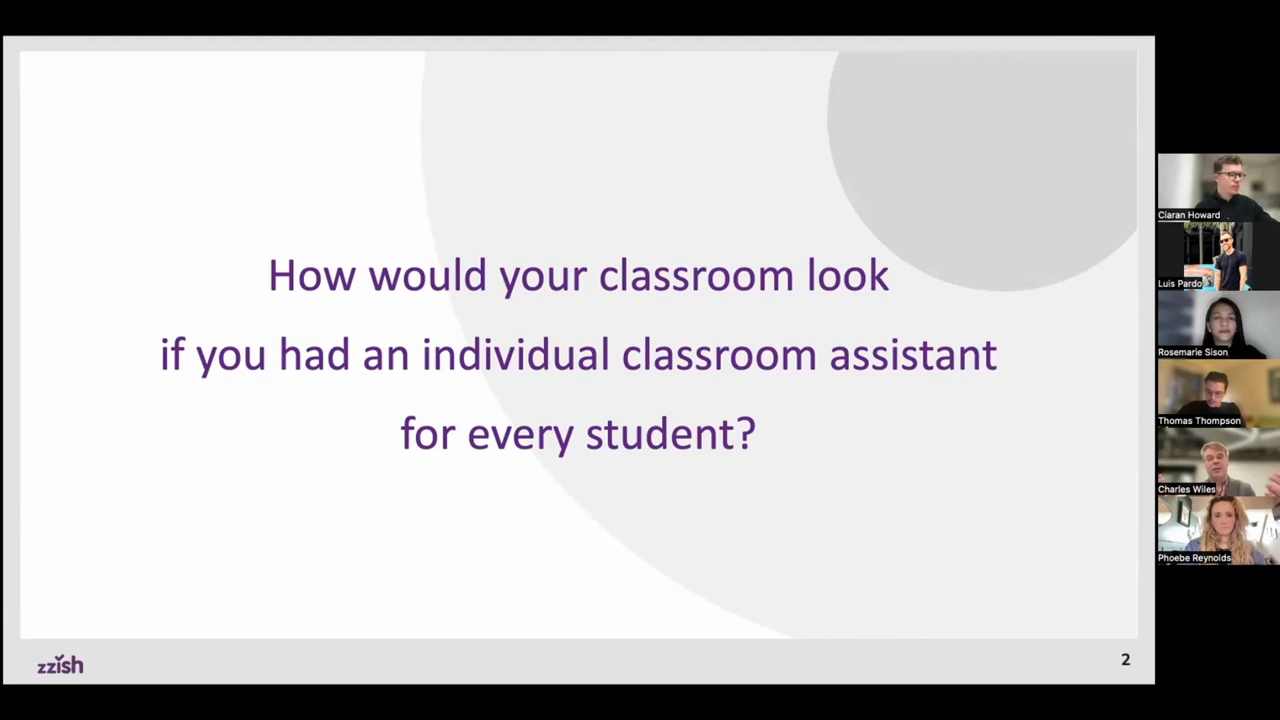 How would your classroom look
if you had an individual classroom assistant
for every student?
zzish
2
Ciaran Howard
Luis Pardo
Rosemarie Sison
Thomas Thompson
Charles Wiles
Phoebe Reynolds